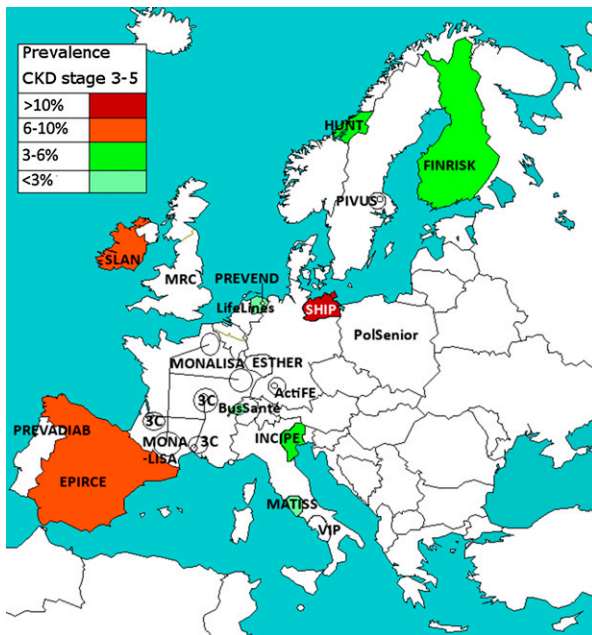 Prevalence
CKD stage 3-5
>10%
6-10%
3-6%
<3%
HUNT
FINRISK
PIVUS
SLAN
MRC
PREVEND
LifeLines
SHIP
PolSenior
MONALISA
ESTHER
ActiFE
3C
BusSanté
3C
PREVADIAB
MONA
-LISA
3C
INCIPE
EPIRCE
MATISS
VIP